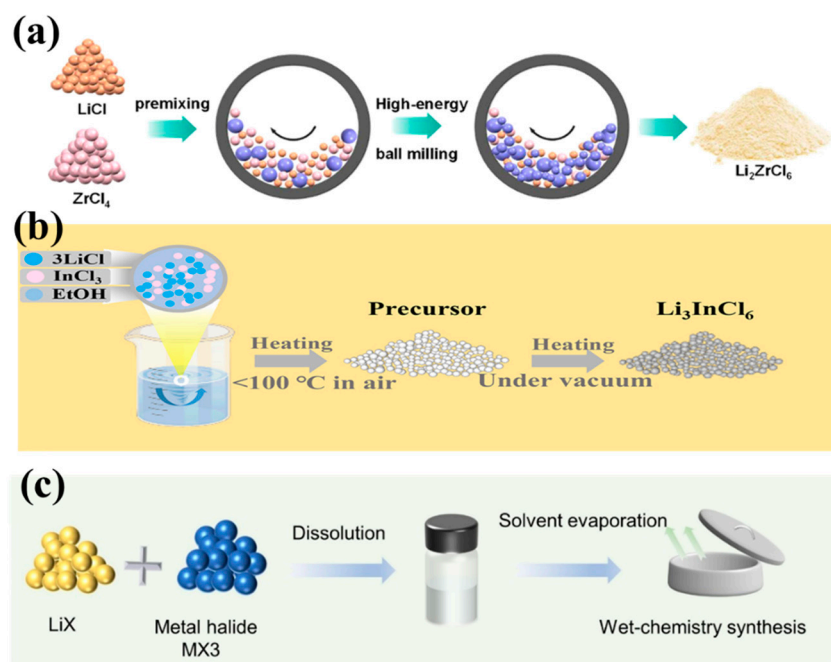 (a)
LiCl
ZrCl₄
premixing
High-energy
ball milling
Li₂ZrCl₆
(b)
3LiCl
InCl₃
EtOH
Heating
<100 °C in air
Precursor
Heating
Under vacuum
Li₃InCl₆
(c)
LiX
Metal halide
MX3
Dissolution
Solvent evaporation
Wet-chemistry synthesis